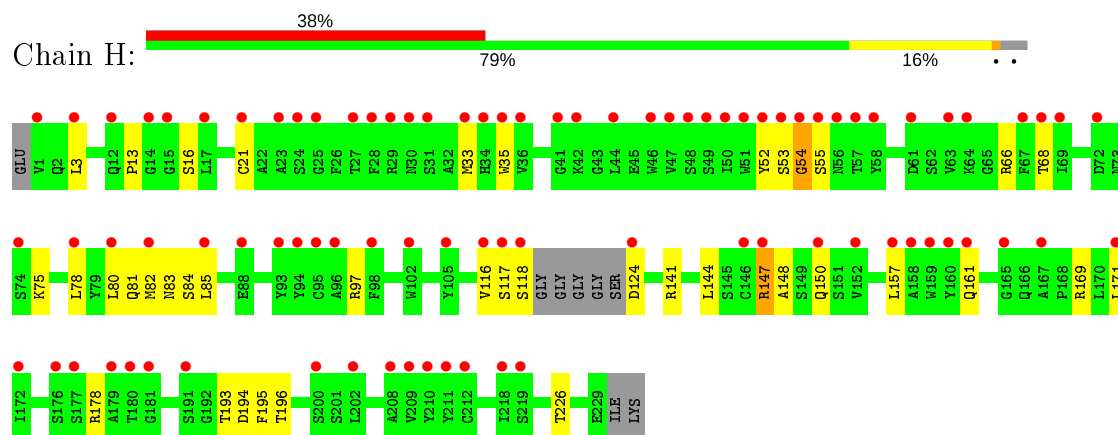 38%
Chain H:
79% 16% • •
GLU V1 Q2 L3 Q12 P13 G14 G15 S16 L17 C21 A22 A23 S24 G25 F26 T27 F28 R29 N30 S31 A32 M33 H34 W35 V36 G41 K42 G43 L44 E45 W46 V47 S48 S49 I50 W51 Y52 S53 G54 S55 N56 T57 Y58 D61 S62 V63 K64 G65 R66 F67 T68 I69 D72 N73
S74 K75 L78 Y79 L80 Q81 M82 N83 S84 L85 E88 Y93 Y94 C95 A96 R97 F98 W102 Y105 V116 S117 S118 GLY GLY GLY GLY SER D124 R141 L144 S145 C146 R147 A148 S149 Q150 S151 V152 L157 A158 W159 Y160 Q161 G165 Q166 A167 P168 R169 L170 L171
I172 S176 S177 R178 A179 T180 G181 S191 G192 T193 D194 F195 T196 S200 S201 L202 A208 V209 Y210 Y211 C212 I218 S219 T226 E229 ILE LYS